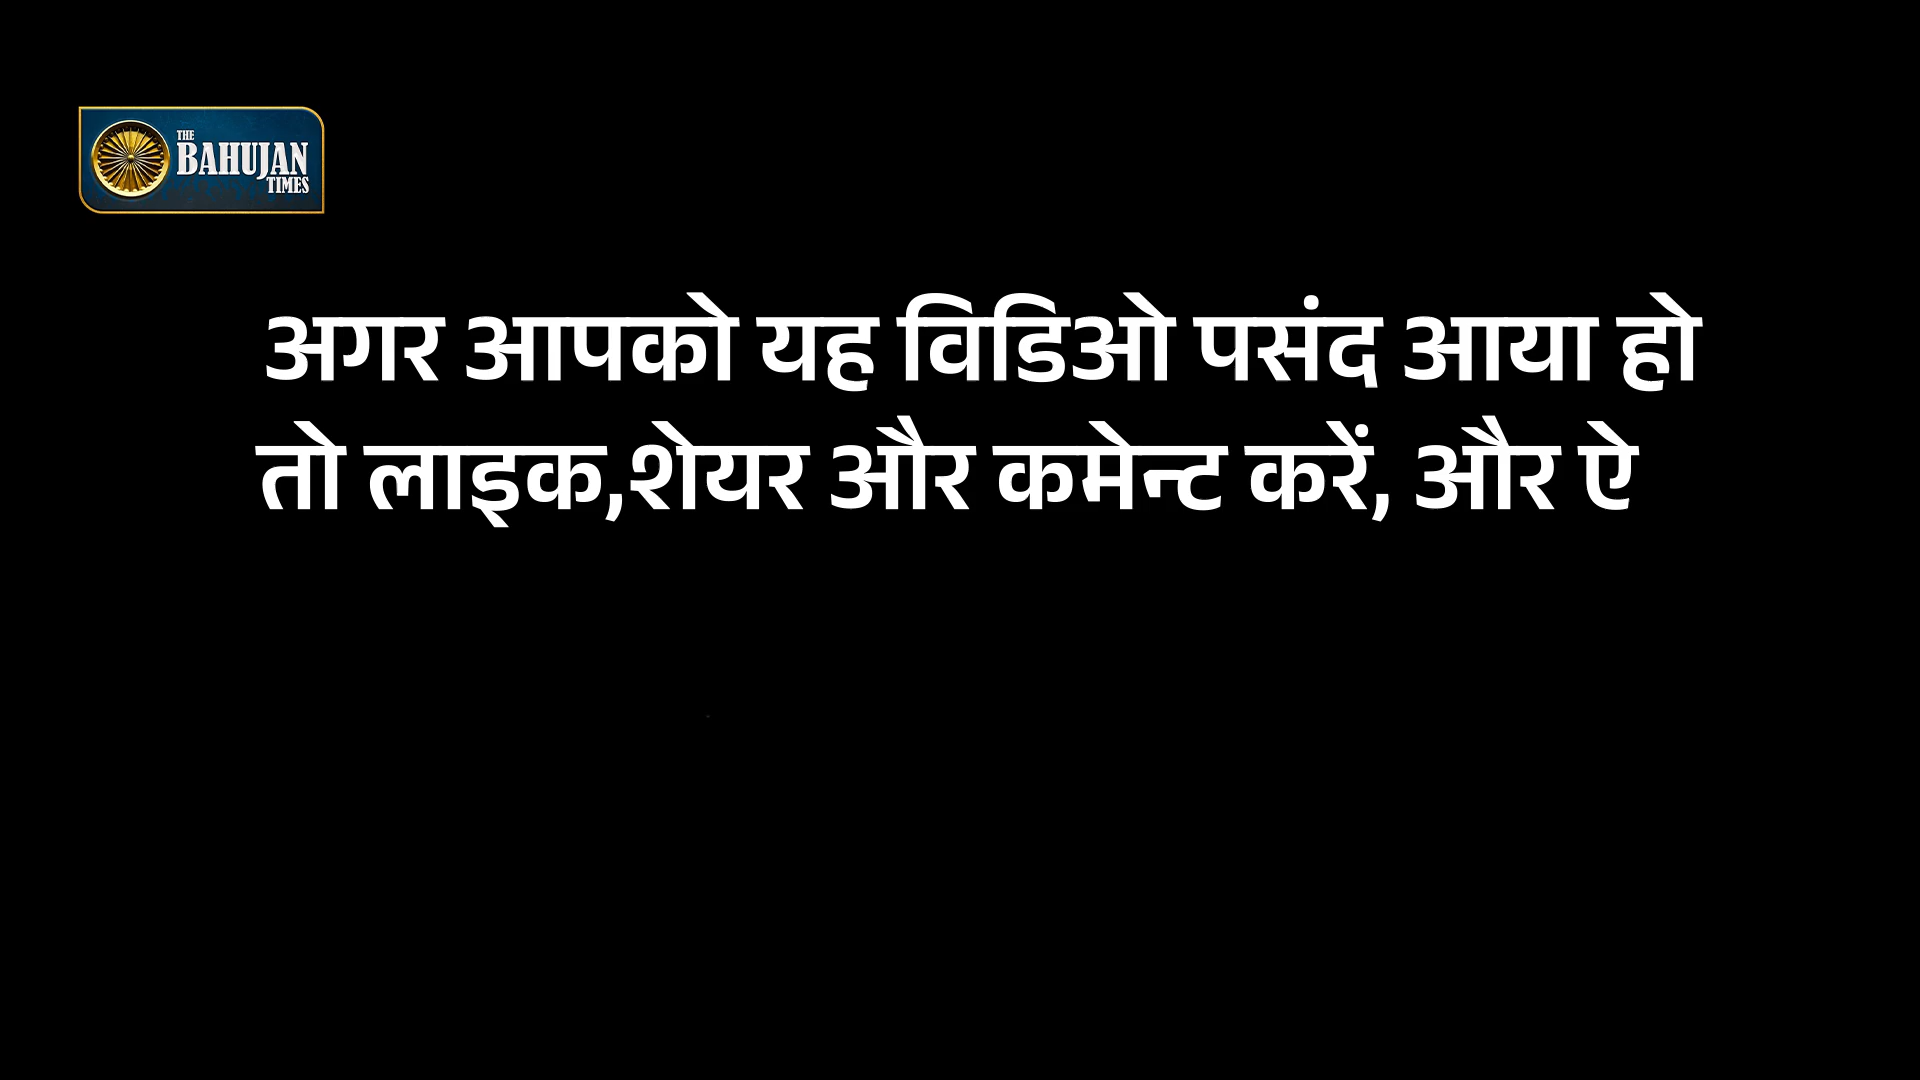 THE
BAHUJAN
TIMES
अगर आपको यह विडिओ पसंद आया हो
तो लाइक,शेयर और कमेन्ट करें, और ऐ